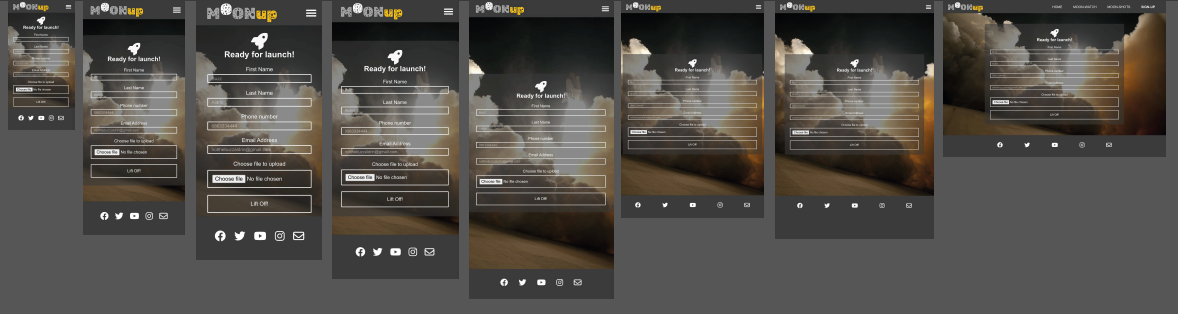 MOONup
Ready for launch!
First Name
Last Name
Phone number
Email Address
Choose file to upload
Choose file No file chosen
Lift Off!
MOONup
Ready for launch!
First Name
Last Name
Phone number
Email Address
Choose file to upload
Choose file No file chosen
Lift Off!
MOONup
Ready for launch!
First Name
Last Name
Phone number
Email Address
Choose file to upload
Choose file No file chosen
Lift Off!
MOONup
Ready for launch!
First Name
Last Name
Phone number
Email Address
Choose file to upload
Choose file No file chosen
Lift Off!
MOONup
Ready for launch!
First Name
Last Name
Phone number
Email Address
Choose file to upload
Choose file No file chosen
Lift Off!
MOONup
Ready for launch!
First Name
Last Name
Phone number
Email Address
Choose file to upload
Choose file No file chosen
Lift Off!
MOONup
Ready for launch!
First Name
Last Name
Phone number
Email Address
Choose file to upload
Choose file No file chosen
Lift Off!
MOONup HOME MOON WATCH MOON SHOTS SIGN UP
Ready for launch!
First Name
Last Name
Phone number
Email Address
Choose file to upload
Choose file No file chosen
Lift Off!